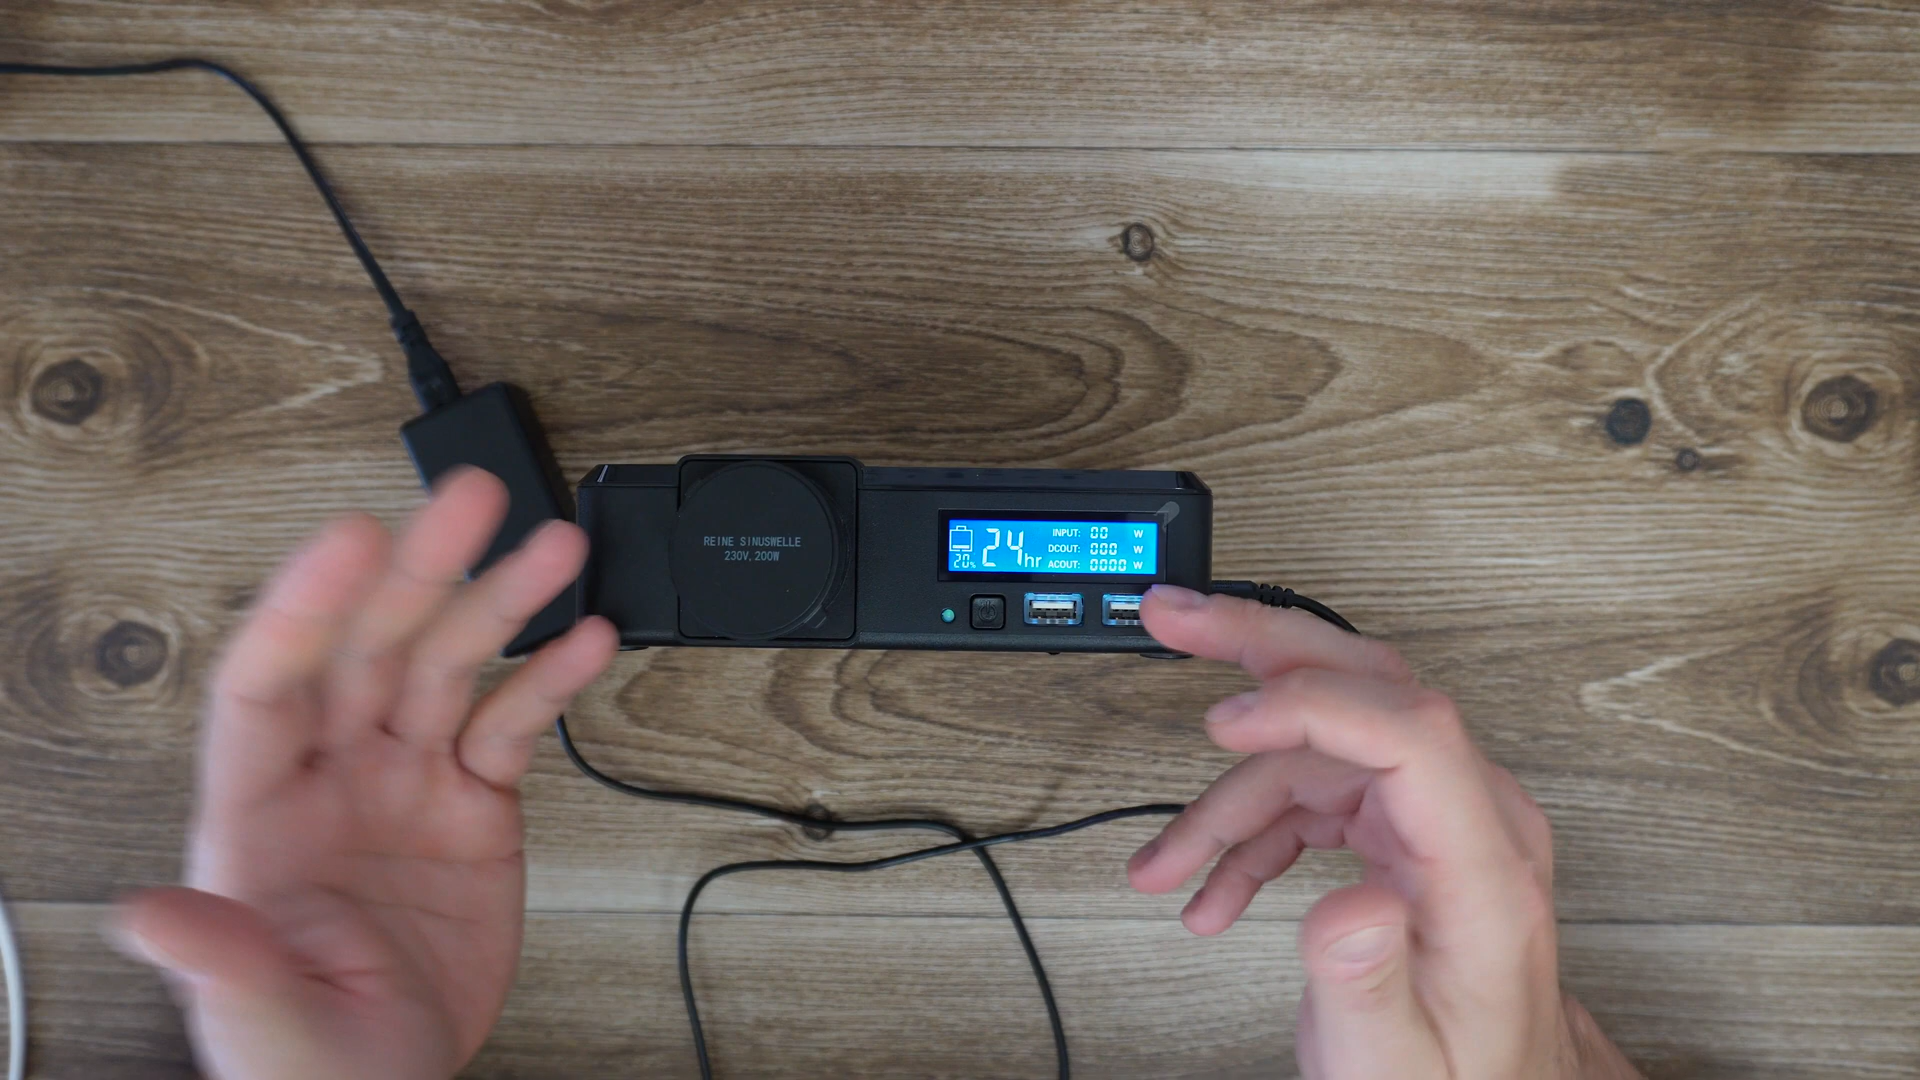 REINE SINUSWELLE
230V, 200W
20%
24hr
INPUT: 00 W
DCOUT: 000 W
ACOUT: 0000 W